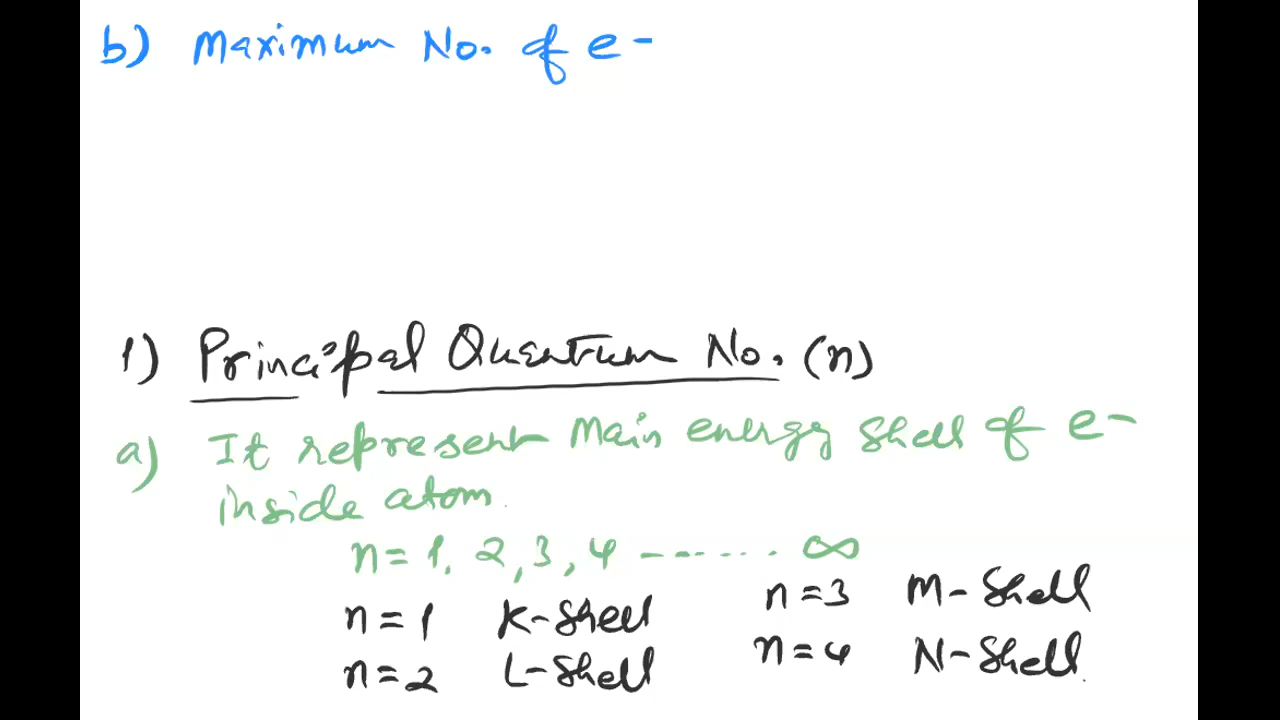 b) Maximum No. of e-
1) Principal Quantum No. (n)
a) It represent Main energy shell of e-
inside atom.
n = 1, 2, 3, 4 ------- ∞
n = 1 K-Shell n = 3 M-Shell
n = 2 L-Shell n = 4 N-Shell.